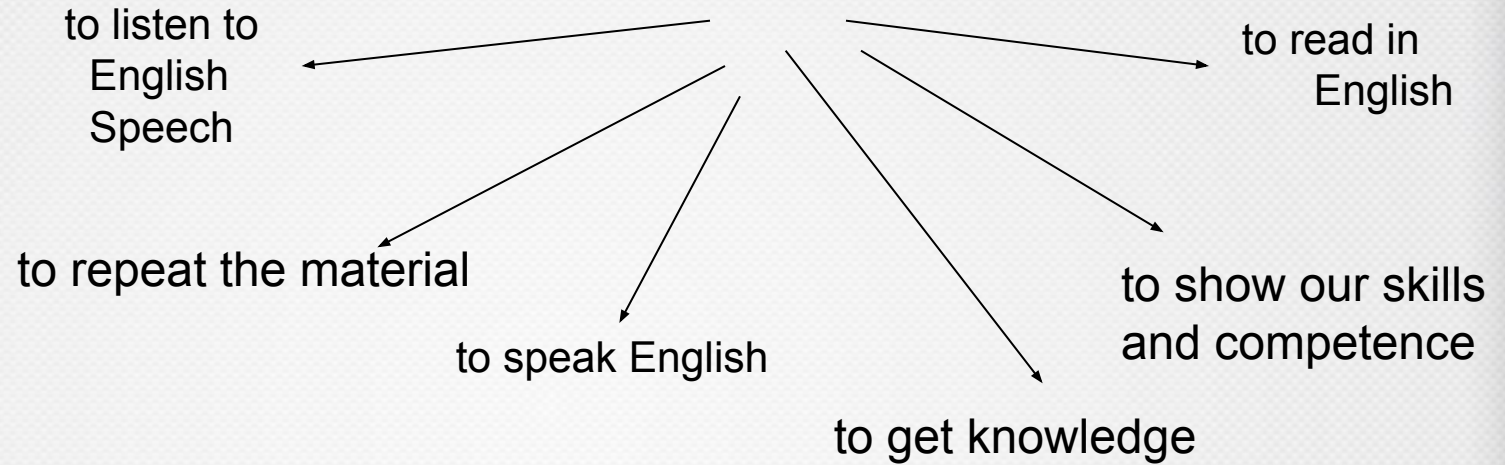 to listen to
English
Speech
to read in
English
to repeat the material
to show our skills
and competence
to speak English
to get knowledge